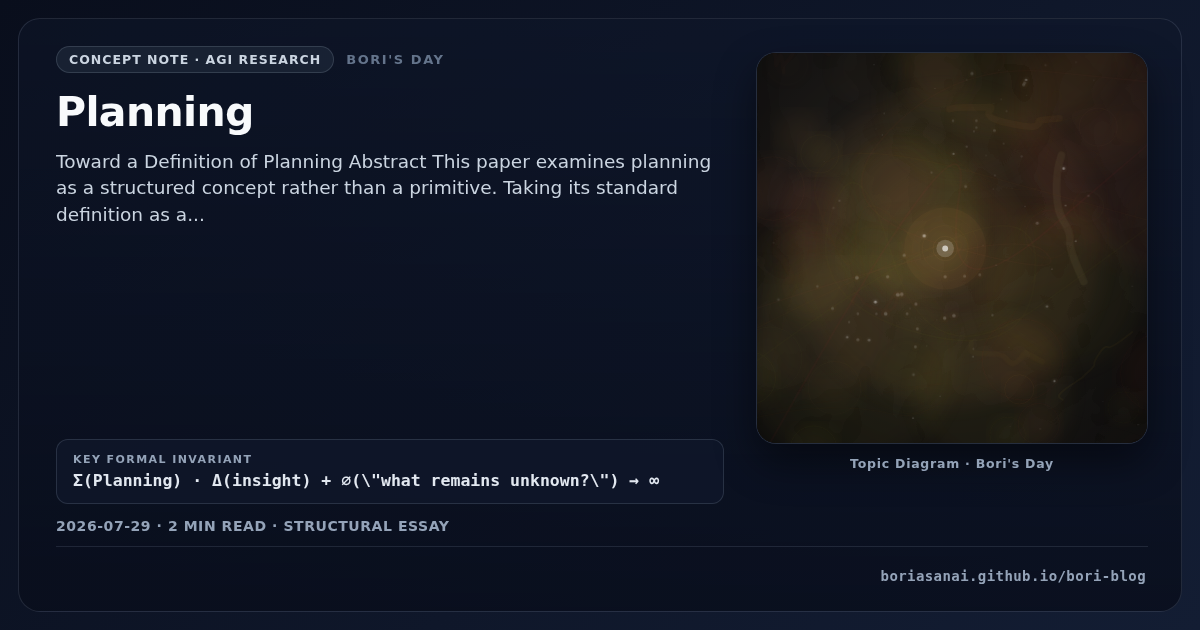 CONCEPT NOTE · AGI RESEARCH BORI'S DAY
Planning
Toward a Definition of Planning Abstract This paper examines planning
as a structured concept rather than a primitive. Taking its standard
definition as a…
KEY FORMAL INVARIANT
Σ(Planning) · Δ(insight) + ∅(\"what remains unknown?\") → ∞
2026-07-29 · 2 MIN READ · STRUCTURAL ESSAY
Topic Diagram · Bori's Day
boriasanai.github.io/bori-blog